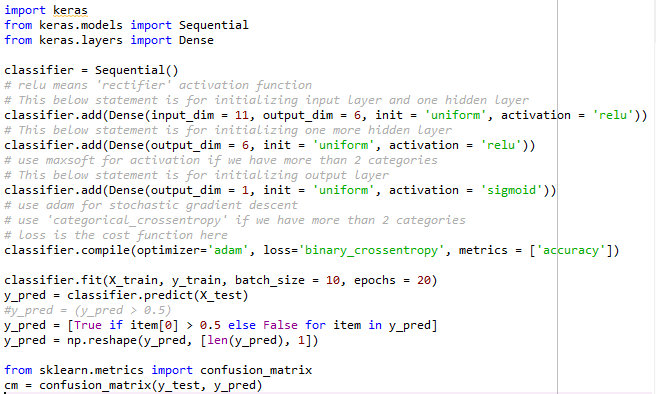 import keras
from keras.models import Sequential
from keras.layers import Dense
classifier = Sequential()
# relu means 'rectifier' activation function
# This below statement is for initializing input layer and one hidden layer
classifier.add(Dense(input_dim = 11, output_dim = 6, init = 'uniform', activation = 'relu'))
# This below statement is for initializing one more hidden layer
classifier.add(Dense(output_dim = 6, init = 'uniform', activation = 'relu'))
# use maxsoft for activation if we have more than 2 categories
# This below statement is for initializing output layer
classifier.add(Dense(output_dim = 1, init = 'uniform', activation = 'sigmoid'))
# use adam for stochastic gradient descent
# use 'categorical_crossentropy' if we have more than 2 categories
# loss is the cost function here
classifier.compile(optimizer='adam', loss='binary_crossentropy', metrics = ['accuracy'])
classifier.fit(X_train, y_train, batch_size = 10, epochs = 20)
y_pred = classifier.predict(X_test)
#y_pred = (y_pred > 0.5)
y_pred = [True if item[0] > 0.5 else False for item in y_pred]
y_pred = np.reshape(y_pred, [len(y_pred), 1])
from sklearn.metrics import confusion_matrix
cm = confusion_matrix(y_test, y_pred)